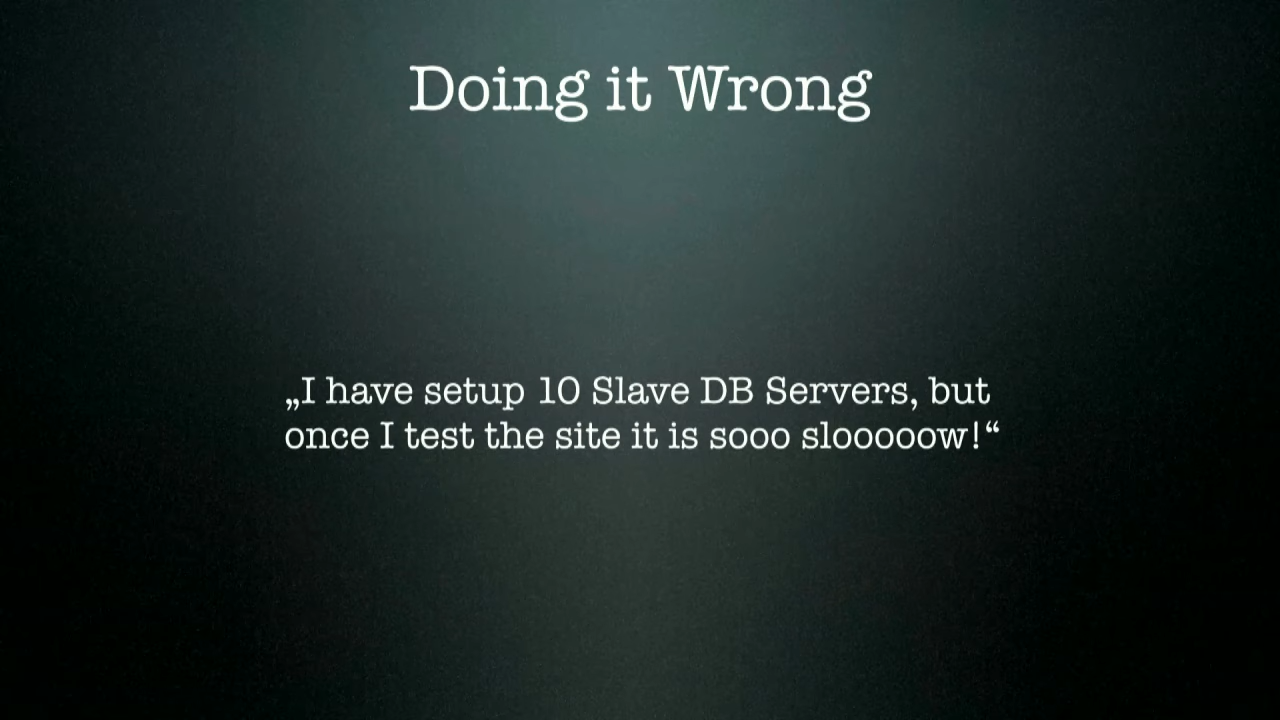 Doing it Wrong
„I have setup 10 Slave DB Servers, but
once I test the site it is sooo slooooow!“